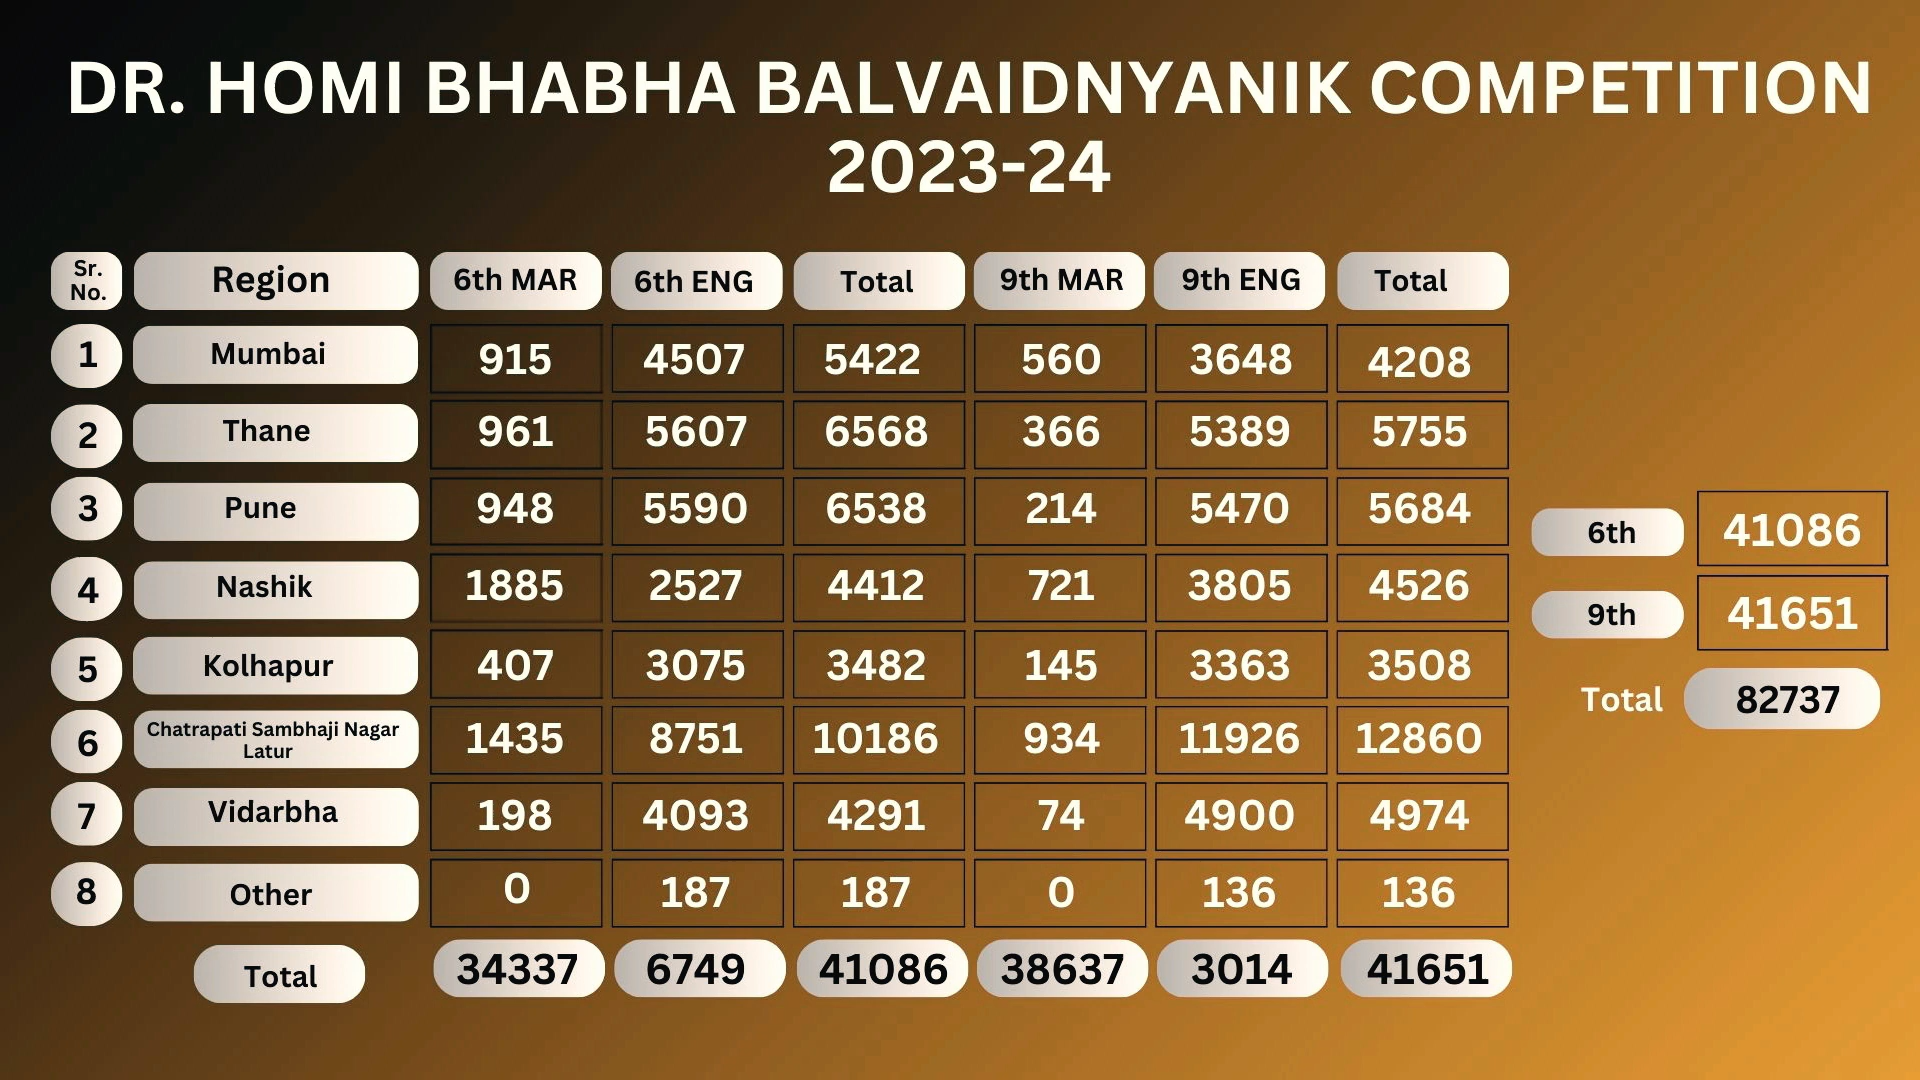 DR. HOMI BHABHA BALVAIDNYANIK COMPETITION
2023-24
Sr. No. Region 6th MAR 6th ENG Total 9th MAR 9th ENG Total
1 Mumbai 915 4507 5422 560 3648 4208
2 Thane 961 5607 6568 366 5389 5755
3 Pune 948 5590 6538 214 5470 5684
4 Nashik 1885 2527 4412 721 3805 4526
5 Kolhapur 407 3075 3482 145 3363 3508
6 Chatrapati Sambhaji Nagar Latur 1435 8751 10186 934 11926 12860
7 Vidarbha 198 4093 4291 74 4900 4974
8 Other 0 187 187 0 136 136
Total 34337 6749 41086 38637 3014 41651
6th 41086
9th 41651
Total 82737